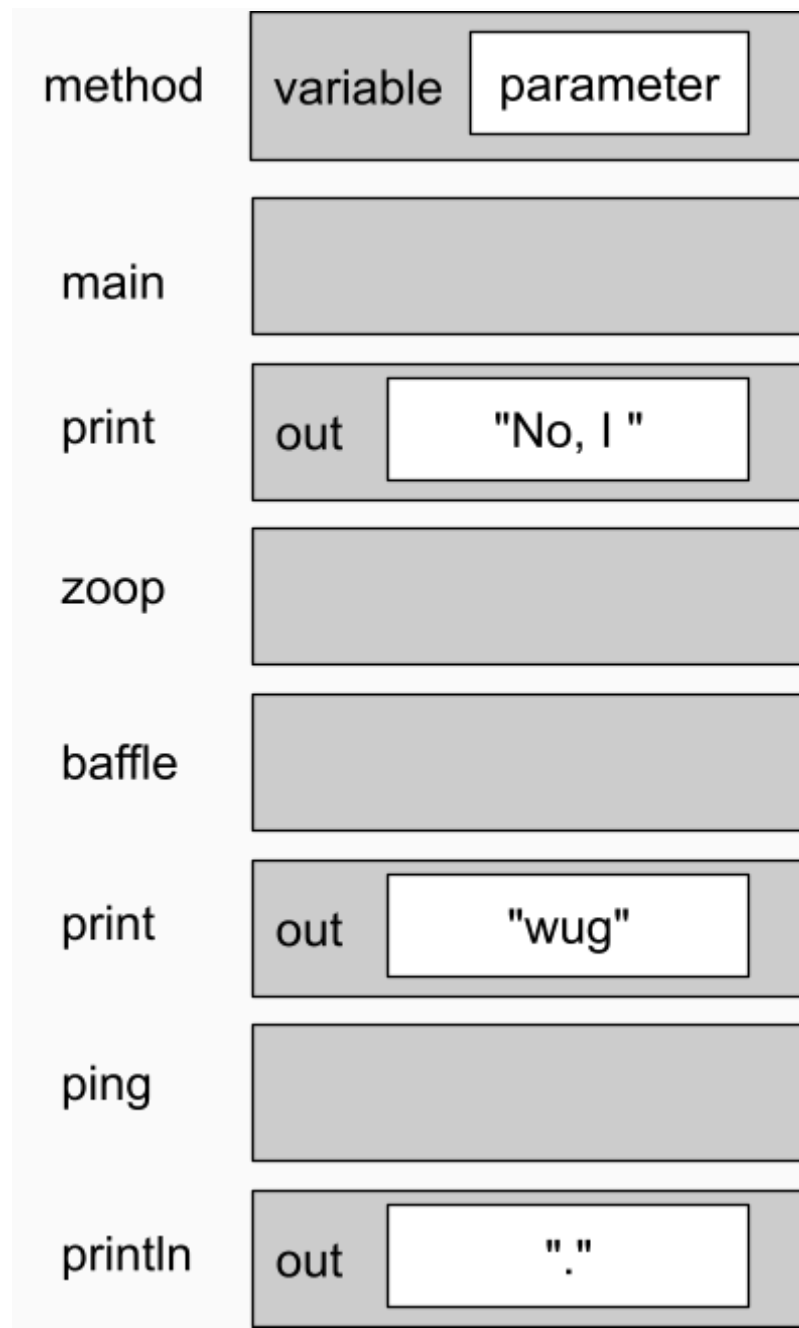 method variable parameter
main
print out "No, I "
zoop
baffle
print out "wug"
ping
println out "."